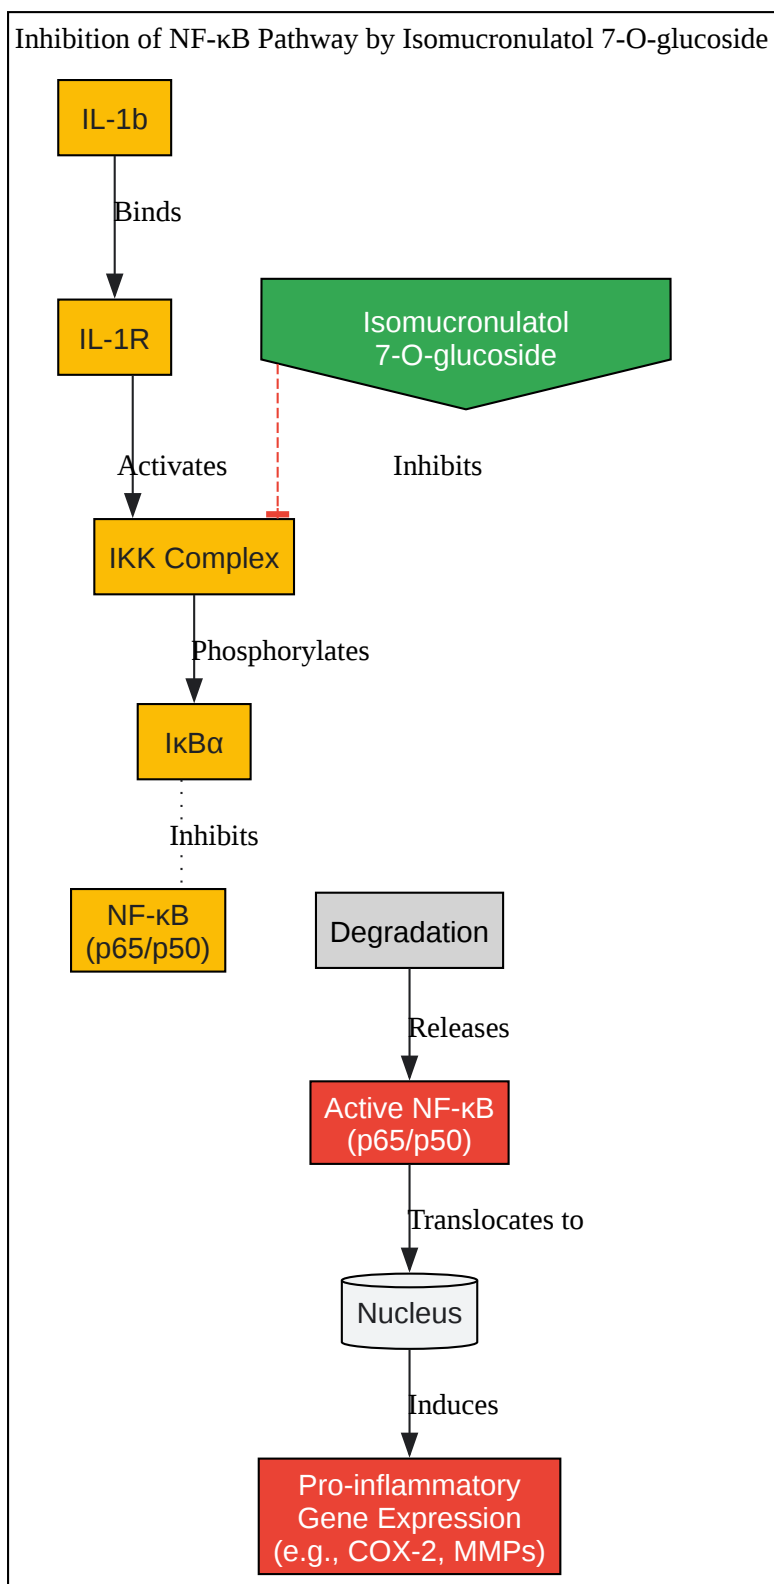 Inhibition of NF-κB Pathway by Isomucronulatol 7-O-glucoside
IL-1b
Binds
IL-1R
Isomucronulatol
7-O-glucoside
Activates
Inhibits
IKK Complex
Phosphorylates
IκBα
Inhibits
NF-κB
(p65/p50)
Degradation
Releases
Active NF-κB
(p65/p50)
Translocates to
Nucleus
Induces
Pro-inflammatory
Gene Expression
(e.g., COX-2, MMPs)